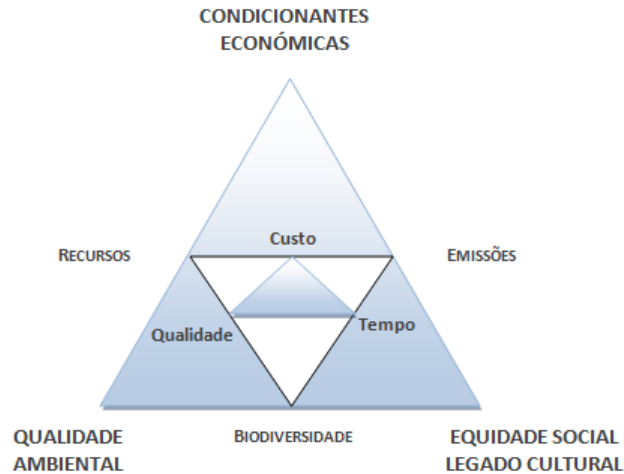 CONDICIONANTES
ECONÓMICAS
Custo
RECURSOS
EMISSÕES
Qualidade
Tempo
QUALIDADE
AMBIENTAL
BIODIVERSIDADE
EQUIDADE SOCIAL
LEGADO CULTURAL